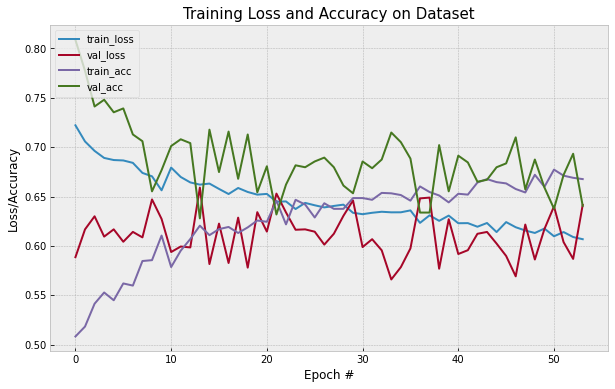 Training Loss and Accuracy on Dataset
train_loss
val_loss
train_acc
val_acc
Loss/Accuracy
0.80
0.75
0.70
0.65
0.60
0.55
0.50
0 10 20 30 40 50
Epoch #